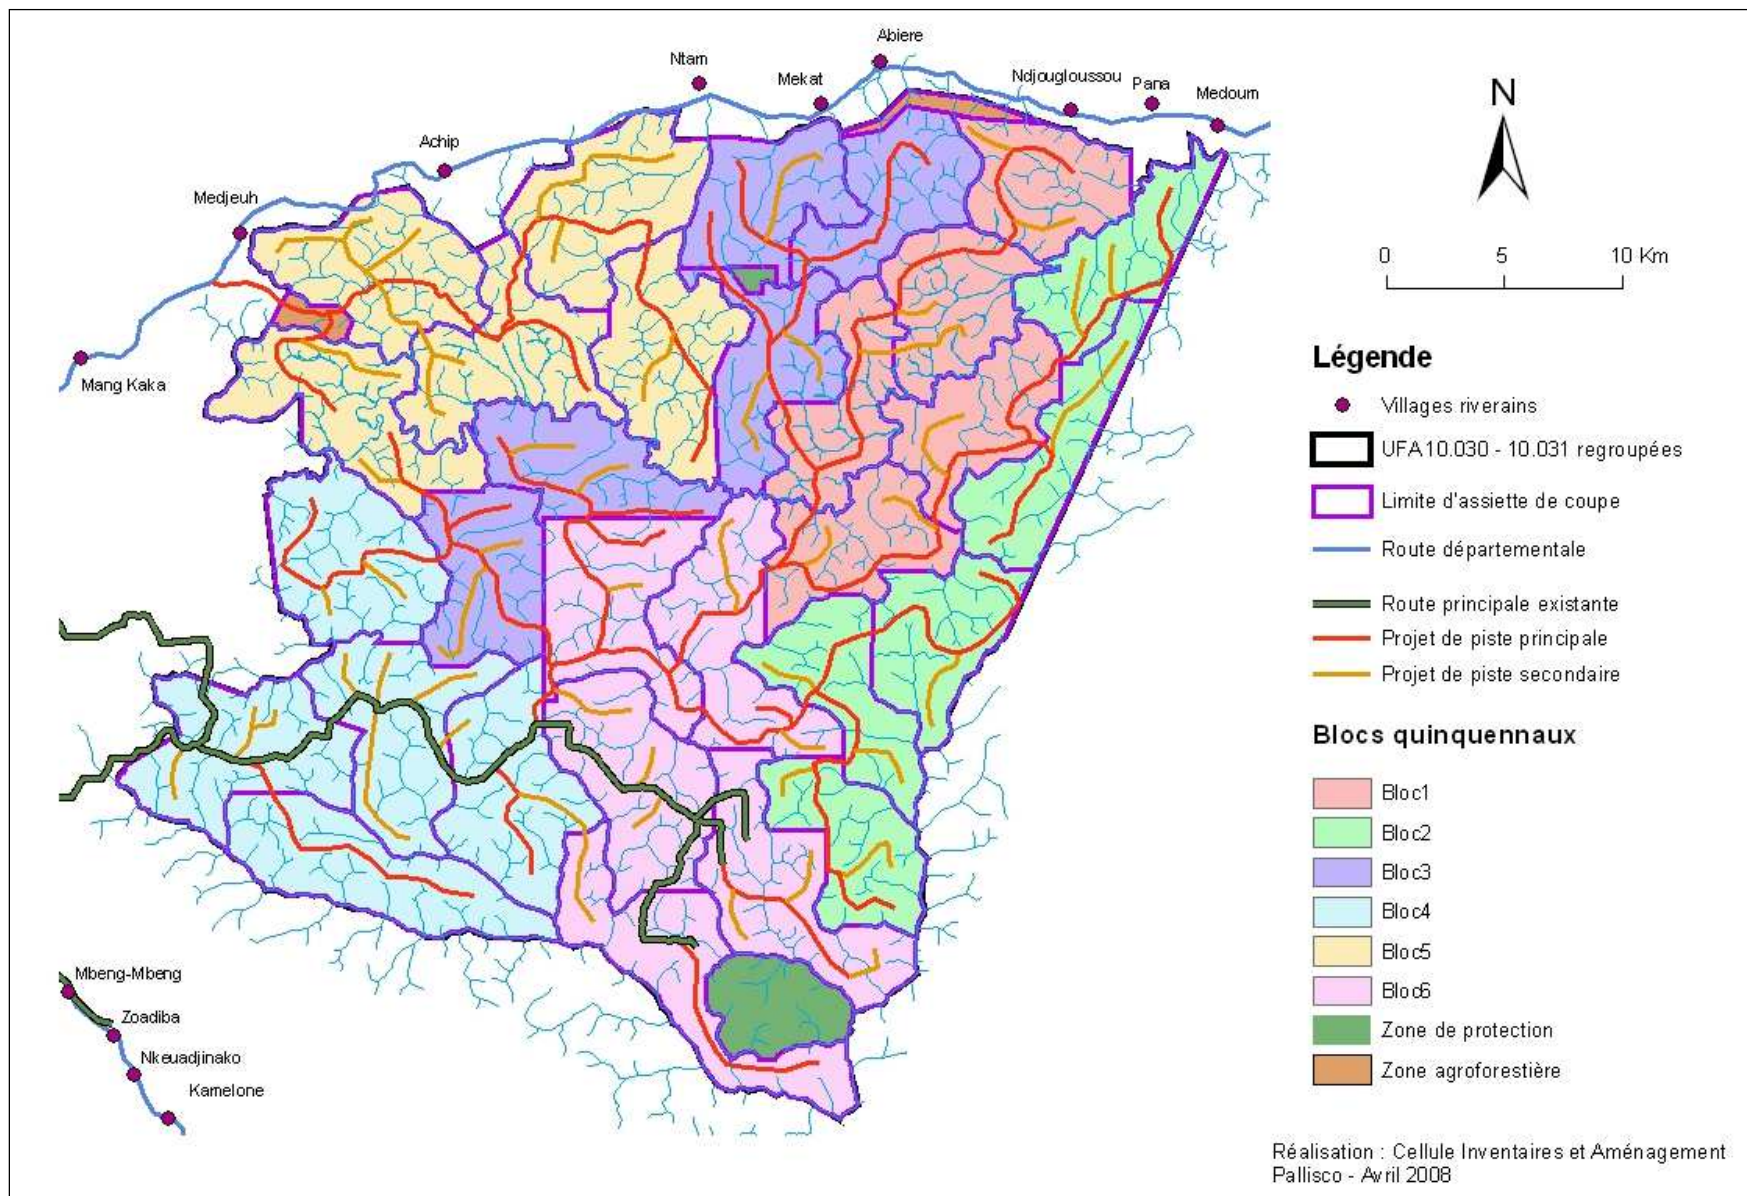 Abiere
Ntam
Mekat
Ndjougloussou
Pana
Medoum
Achip
Medjeuh
Mang Kaka
Mbeng-Mbeng
Zoadiba
Nkeuadjinako
Kamelone
N
0 5 10 Km
Légende
Villages riverains
UFA 10.030 - 10.031 regroupées
Limite d'assiette de coupe
Route départementale
Route principale existante
Projet de piste principale
Projet de piste secondaire
Blocs quinquennaux
Bloc1
Bloc2
Bloc3
Bloc4
Bloc5
Bloc6
Zone de protection
Zone agroforestière
Réalisation : Cellule Inventaires et Aménagement
Pallisco - Avril 2008